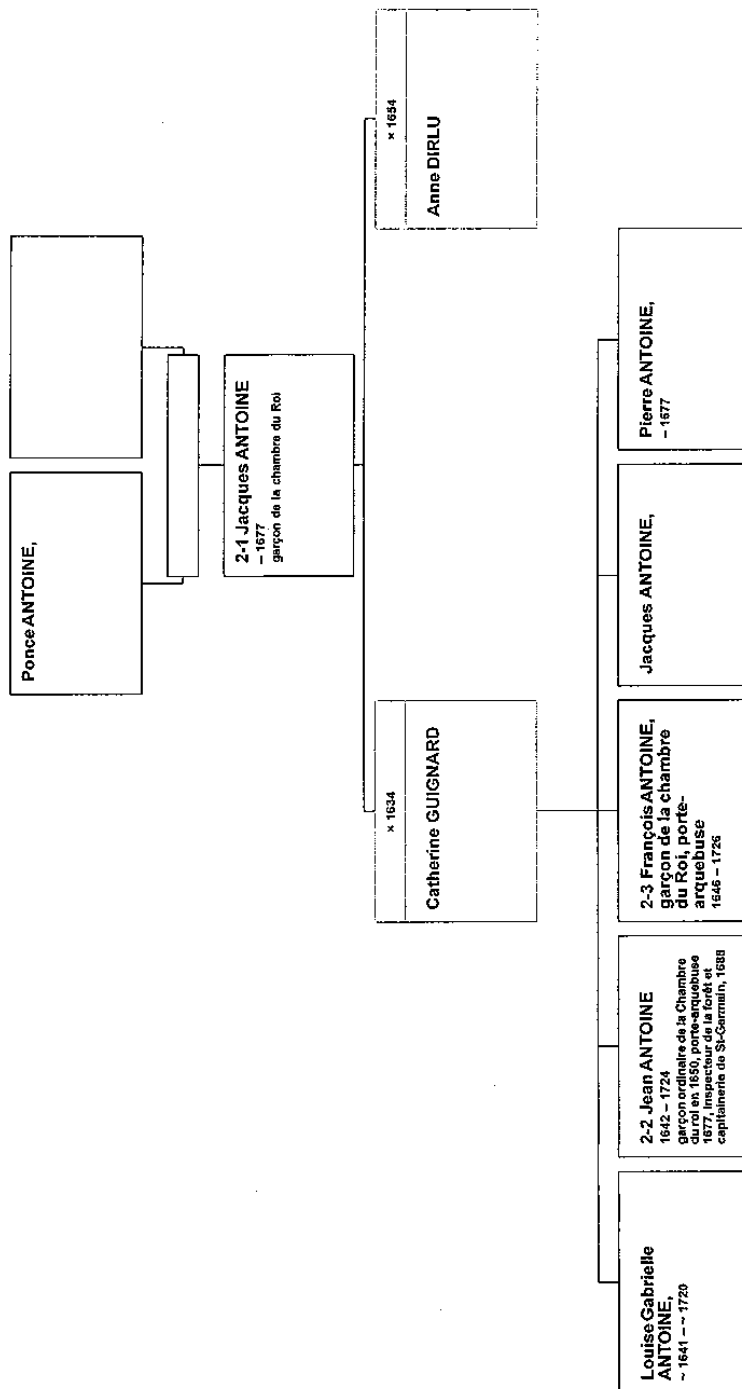 Ponce ANTOINE,
2-1 Jacques ANTOINE
– 1677
garçon de la chambre du Roi
× 1634
Catherine GUIGNARD
× 1654
Anne DIRLU
Louise Gabrielle
ANTOINE,
~ 1641 – ~ 1720
2-2 Jean ANTOINE
1642 – 1724
garçon ordinaire de la Chambre
du roi en 1650, porte-arquebuse
1677, Inspecteur de la forêt et
capitainerie de St-Germain, 1688
2-3 François ANTOINE,
garçon de la chambre
du Roi, porte-
arquebuse
1646 – 1726
Jacques ANTOINE,
Pierre ANTOINE,
– 1677